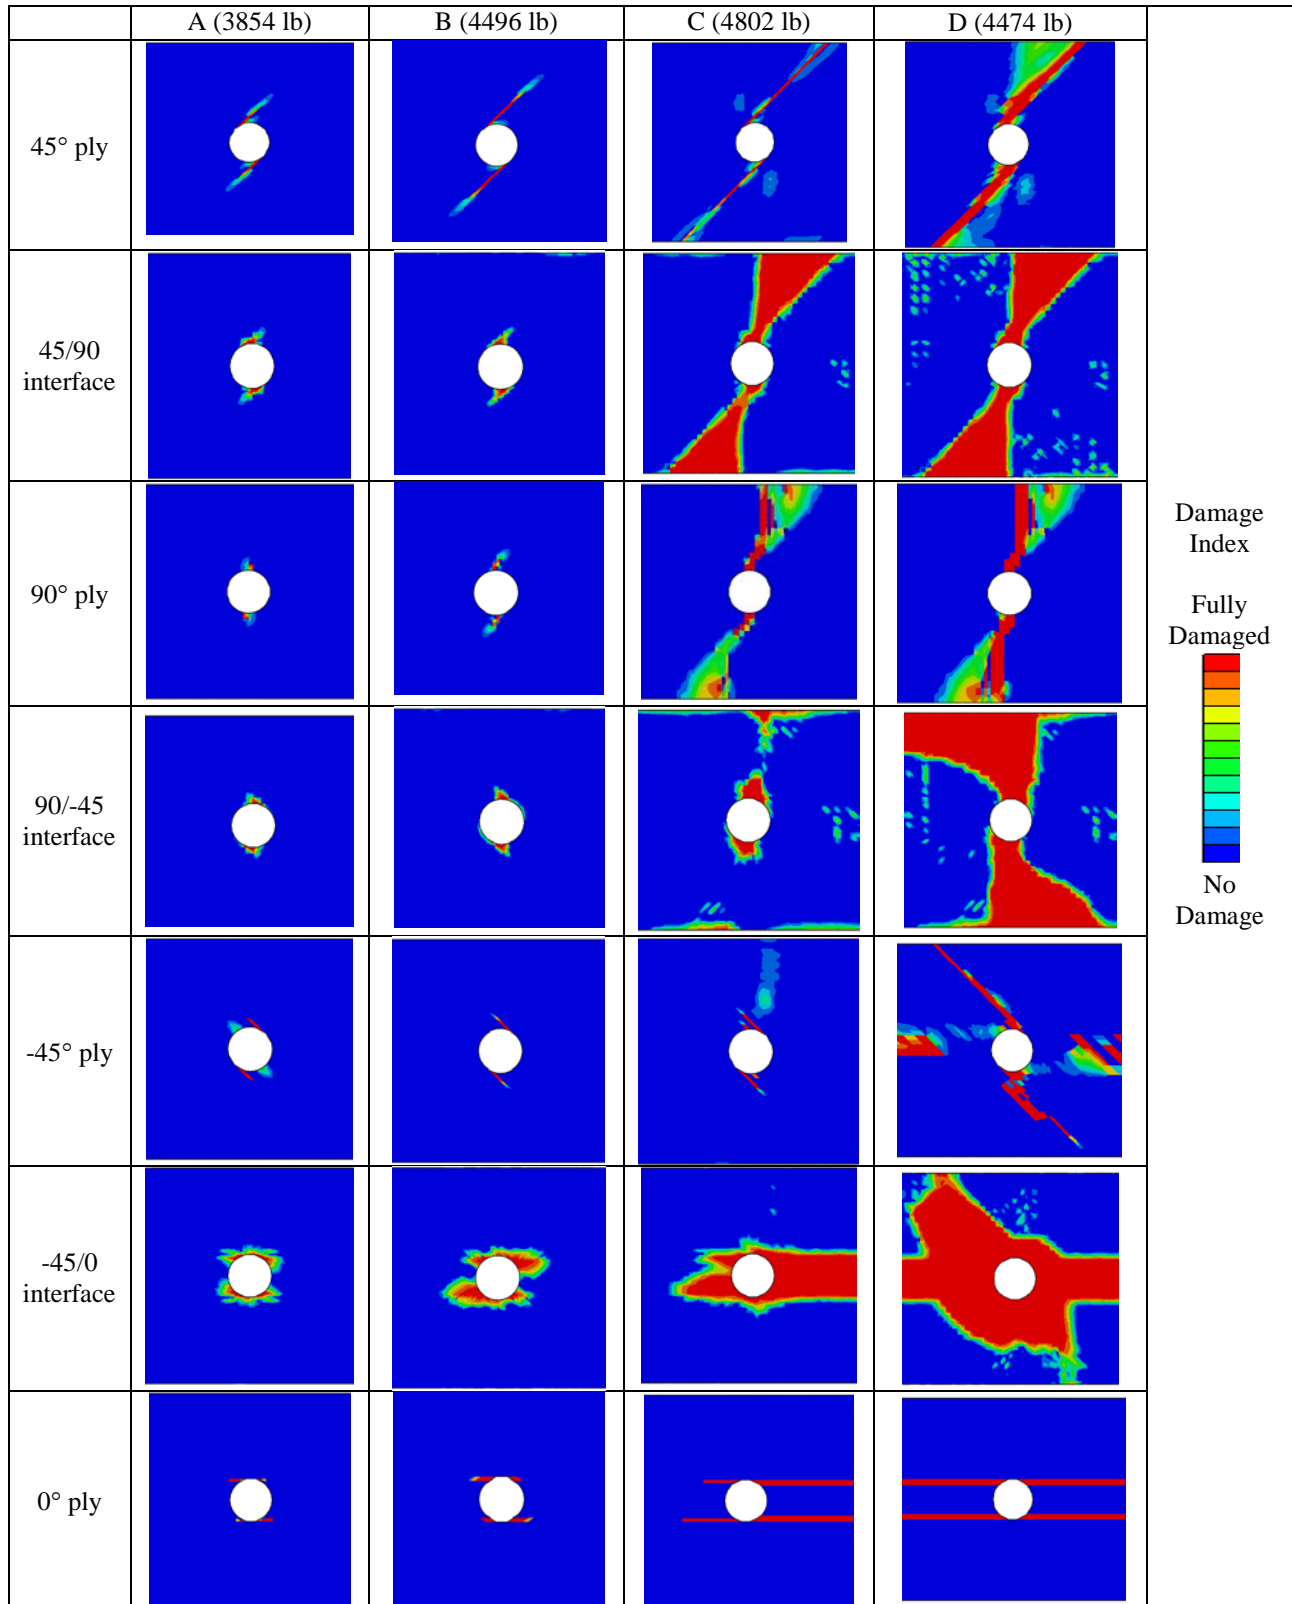 A (3854 lb)
B (4496 lb)
C (4802 lb)
D (4474 lb)
45° ply
45/90
interface
90° ply
90/-45
interface
-45° ply
-45/0
interface
0° ply
Damage
Index
Fully
Damaged
No
Damage